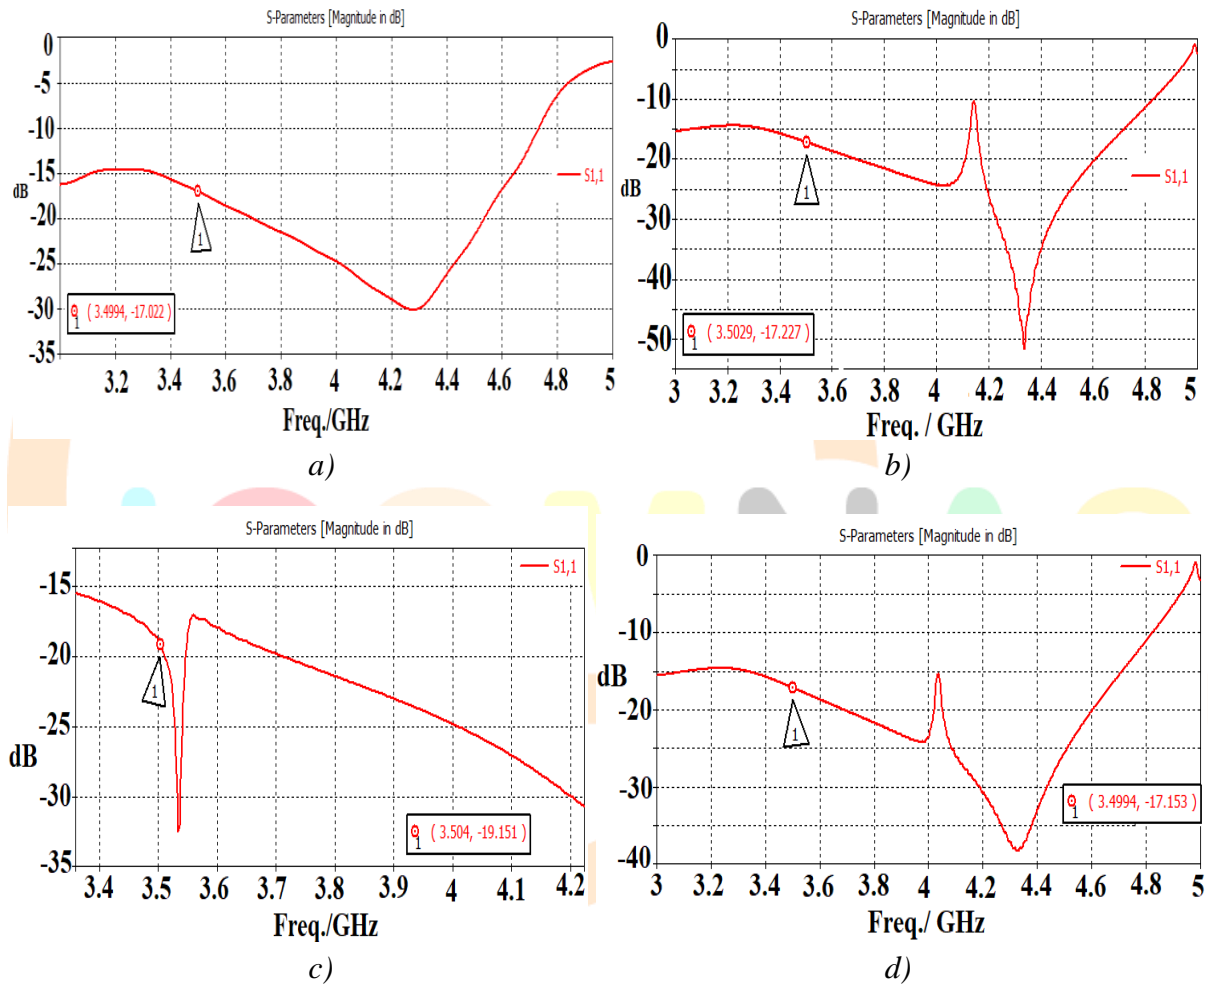 S-Parameters [Magnitude in dB]
0
-5
-10
-15
dB
-20
-25
-30
-35
S1,1
1
1 ( 3.4994, -17.022 )
3.2 3.4 3.6 3.8 4 4.2 4.4 4.6 4.8 5
Freq./GHz
a)
S-Parameters [Magnitude in dB]
0
-10
-20
dB
-30
-40
-50
S1,1
1
1 ( 3.5029, -17.227 )
3 3.2 3.4 3.6 3.8 4 4.2 4.4 4.6 4.8 5
Freq. / GHz
b)
S-Parameters [Magnitude in dB]
S1,1
-15
-20
-25
dB
-30
-35
1
1 ( 3.504, -19.151 )
3.4 3.5 3.6 3.7 3.8 3.9 4 4.1 4.2
Freq./GHz
c)
S-Parameters [Magnitude in dB]
0
S1,1
-10
dB
-20
-30
-40
1
1 ( 3.4994, -17.153 )
3 3.2 3.4 3.6 3.8 4 4.2 4.4 4.6 4.8 5
Freq./ GHz
d)